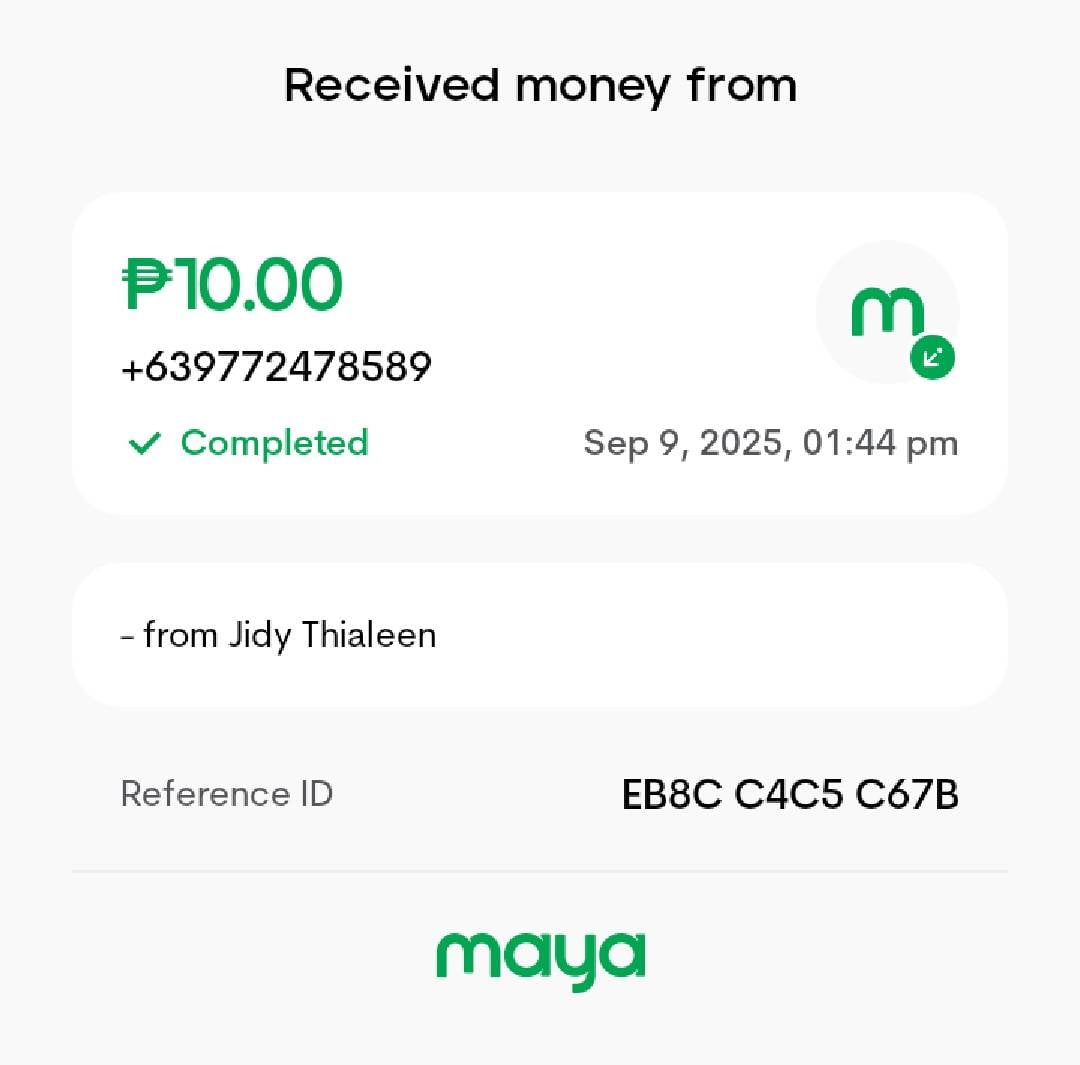 Received money from
₱10.00
+639772478589
Completed
Sep 9, 2025, 01:44 pm
- from Jidy Thialeen
Reference ID
EB8C C4C5 C67B
maya